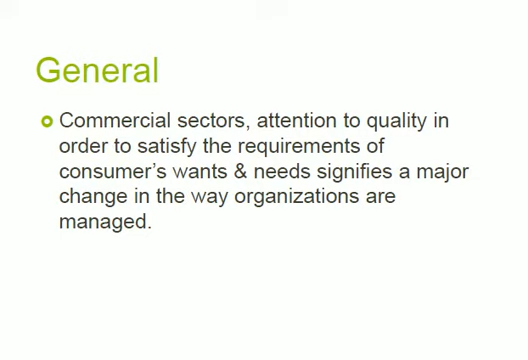 General
Commercial sectors, attention to quality in
order to satisfy the requirements of
consumer's wants & needs signifies a major
change in the way organizations are
managed.